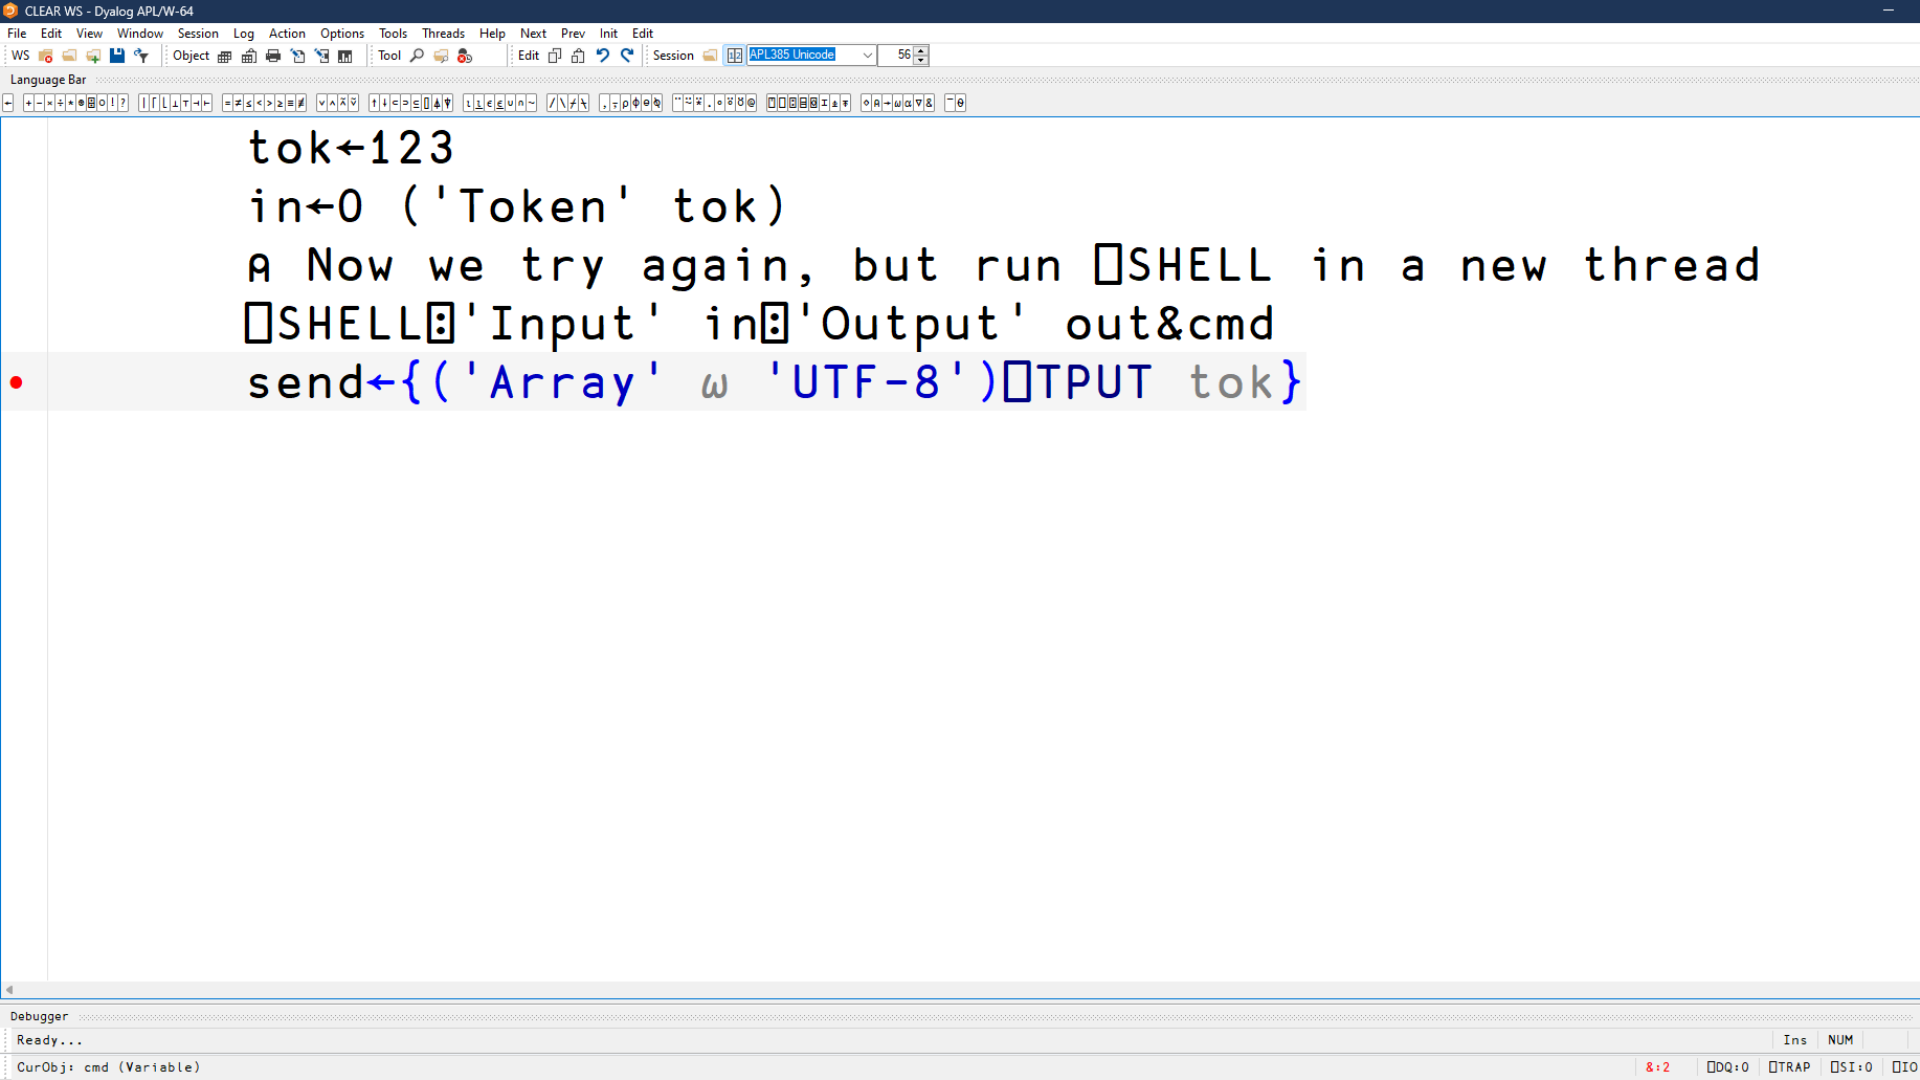 CLEAR WS - Dyalog APL/W-64
File Edit View Window Session Log Action Options Tools Threads Help Next Prev Init Edit
WS Object Tool Edit Session APL385 Unicode 56
Language Bar
tok←123
in←0 ('Token' tok)
⍝ Now we try again, but run ⎕SHELL in a new thread
⎕SHELL⍠'Input' in⍠'Output' out&cmd
send←{('Array' ⍵ 'UTF-8')⎕TPUT tok}
Debugger
Ready...
Ins NUM
CurObj: cmd (Variable)
&:2 ⎕DQ:0 ⎕TRAP ⎕SI:0 ⎕IO